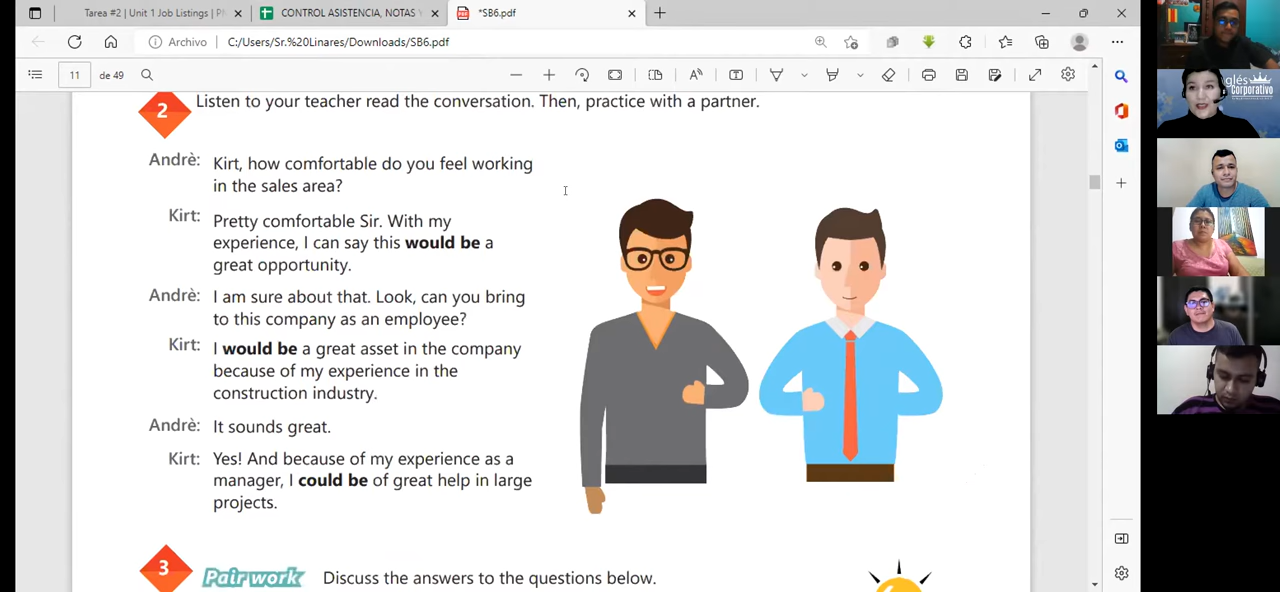 Tarea #2 | Unit 1 Job Listings | P
CONTROL ASISTENCIA, NOTAS Y
*SB6.pdf
Archivo
C:/Users/Sr.%20Linares/Downloads/SB6.pdf
11
de 49
2
Listen to your teacher read the conversation. Then, practice with a partner.
Andrè: Kirt, how comfortable do you feel working
in the sales area?
Kirt: Pretty comfortable Sir. With my
experience, I can say this would be a
great opportunity.
Andrè: I am sure about that. Look, can you bring
to this company as an employee?
Kirt: I would be a great asset in the company
because of my experience in the
construction industry.
Andrè: It sounds great.
Kirt: Yes! And because of my experience as a
manager, I could be of great help in large
projects.
3
Pair work
Discuss the answers to the questions below.
glés
Corporativo